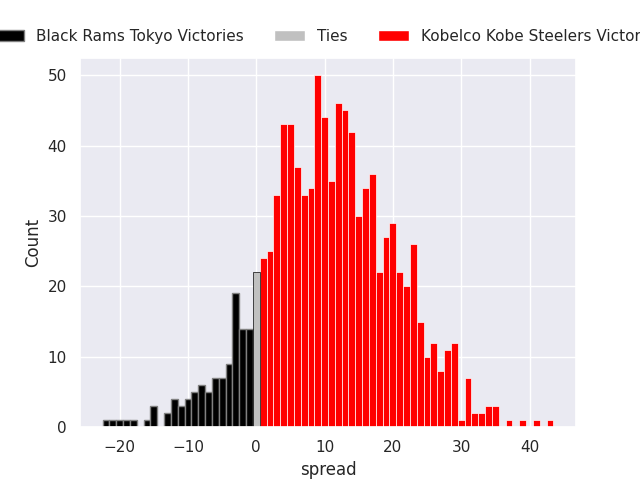 Black Rams Tokyo Victories Ties Kobelco Kobe Steelers Victor
50
40
30
20
10
0
Count
−20 −10 0 10 20 30 40
spread